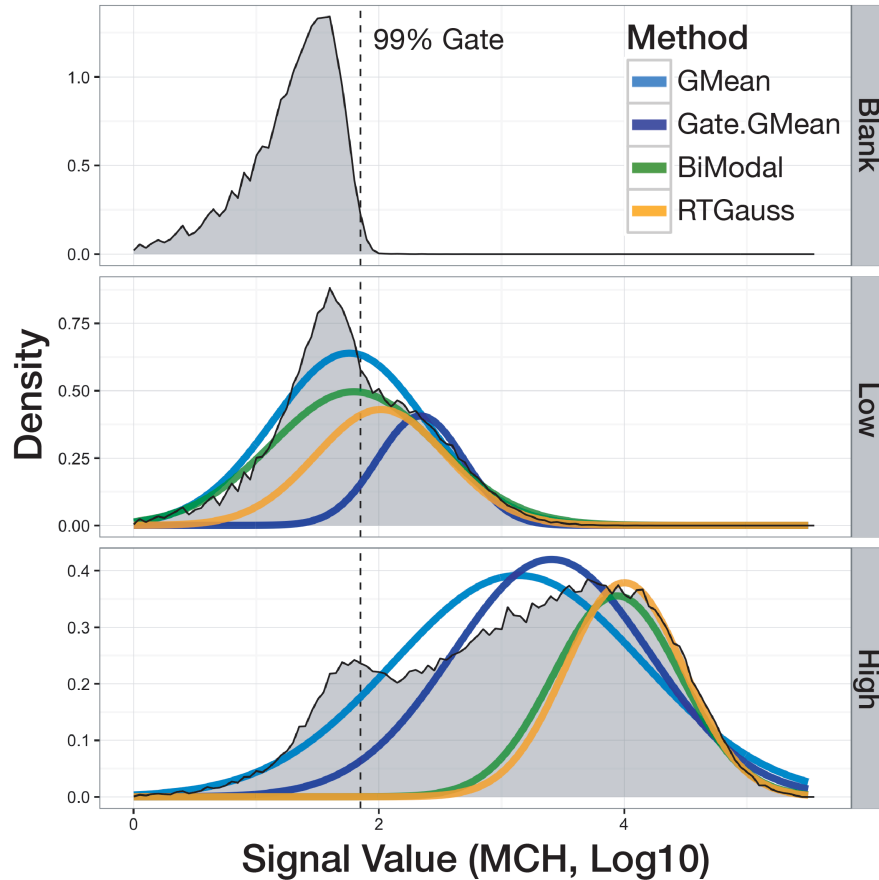 99% Gate
Method
GMean
Gate.GMean
BiModal
RTGauss
Blank
1.0
0.5
0.0
Density
Low
0.75
0.50
0.25
0.00
High
0.4
0.3
0.2
0.1
0.0
0 2 4
Signal Value (MCH, Log10)